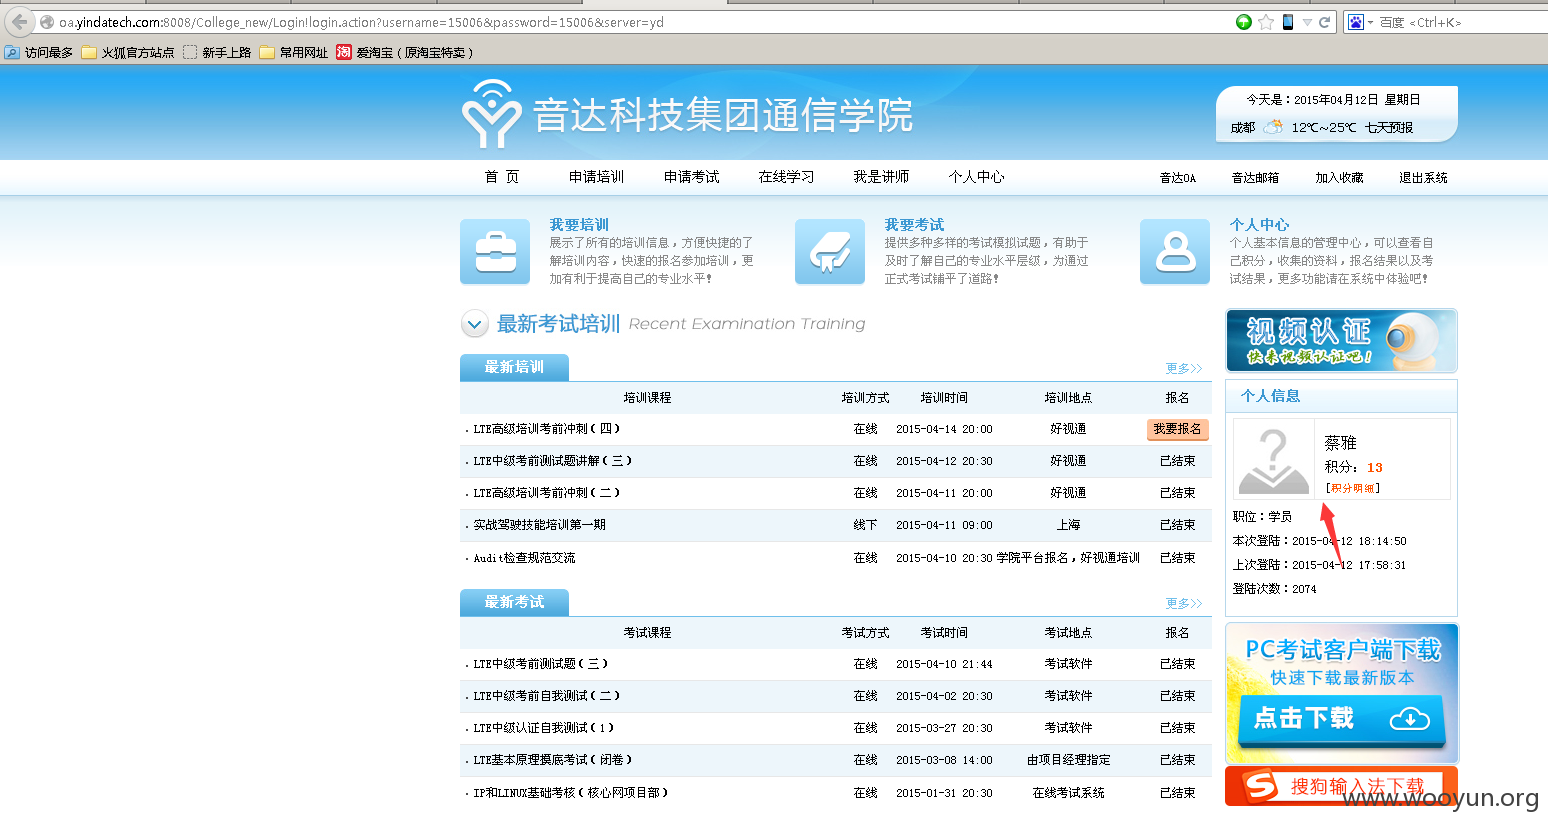 oa.yindatech.com:8008/College_new/Login!login.action?username=15006&password=15006&server=yd
百度 <Ctrl+K>
访问最多 火狐官方站点 新手上路 常用网址 淘 爱淘宝（原淘宝特卖）
音达科技集团通信学院
今天是：2015年04月12日 星期日
成都 12℃~25℃ 七天预报
首 页 申请培训 申请考试 在线学习 我是讲师 个人中心 音达OA 音达邮箱 加入收藏 退出系统
我要培训
展示了所有的培训信息，方便快捷的了
解培训内容，快速的报名参加培训，更
加有利于提高自己的专业水平！
我要考试
提供多种多样的考试模拟试题，有助于
及时了解自己的专业水平层级，为通过
正式考试铺平了道路！
个人中心
个人基本信息的管理中心，可以查看自
己积分，收集的资料，报名结果以及考
试结果，更多功能请在系统中体验吧！
最新考试培训 Recent Examination Training
最新培训 更多>>
培训课程 培训方式 培训时间 培训地点 报名
· LTE高级培训考前冲刺（四） 在线 2015-04-14 20:00 好视通 我要报名
· LTE中级考前测试题讲解（三） 在线 2015-04-12 20:30 好视通 已结束
· LTE高级培训考前冲刺（二） 在线 2015-04-11 20:00 好视通 已结束
· 实战驾驶技能培训第一期 线下 2015-04-11 09:00 上海 已结束
· Audit检查规范交流 在线 2015-04-10 20:30 学院平台报名，好视通培训 已结束
最新考试 更多>>
考试课程 考试方式 考试时间 考试地点 报名
· LTE中级考前测试题（三） 在线 2015-04-10 21:44 考试软件 已结束
· LTE中级考前自我测试（二） 在线 2015-04-02 20:30 考试软件 已结束
· LTE中级认证自我测试（1） 在线 2015-03-27 20:30 考试软件 已结束
· LTE基本原理摸底考试（闭卷） 在线 2015-03-08 14:00 由项目经理指定 已结束
· IP和LINUX基础考核（核心网项目部） 在线 2015-01-31 20:30 在线考试系统 已结束
视频认证
快来视频认证吧！
个人信息
蔡雅
积分：13
[积分明细]
职位：学员
本次登陆：2015-04-12 18:14:50
上次登陆：2015-04-12 17:58:31
登陆次数：2074
PC考试客户端下载
快速下载最新版本
点击下载
S 搜狗输入法下载
www.wooyun.org